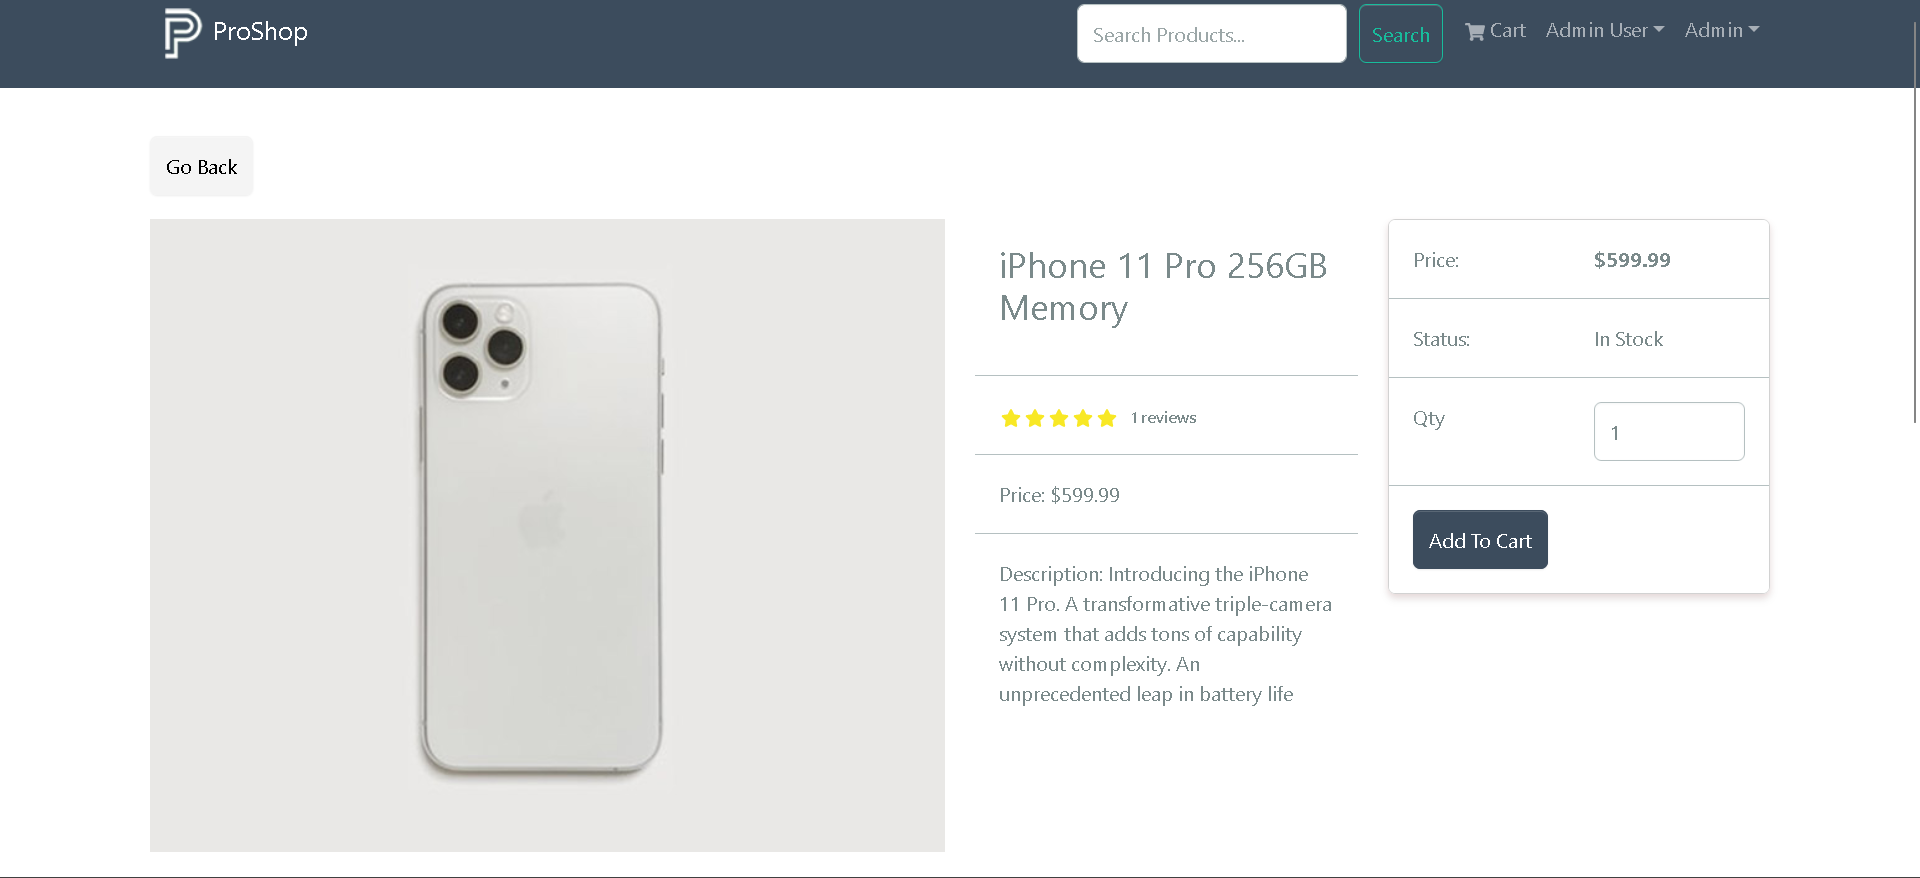 ProShop
Search Products...
Search
Cart
Admin User
Admin
Go Back
iPhone 11 Pro 256GB
Memory
1 reviews
Price: $599.99
Description: Introducing the iPhone
11 Pro. A transformative triple-camera
system that adds tons of capability
without complexity. An
unprecedented leap in battery life
Price: $599.99
Status: In Stock
Qty 1
Add To Cart